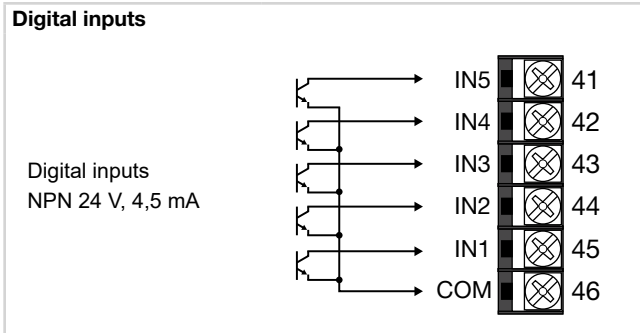 Digital inputs
IN5 41
IN4 42
IN3 43
Digital inputs
NPN 24 V, 4,5 mA
IN2 44
IN1 45
COM 46